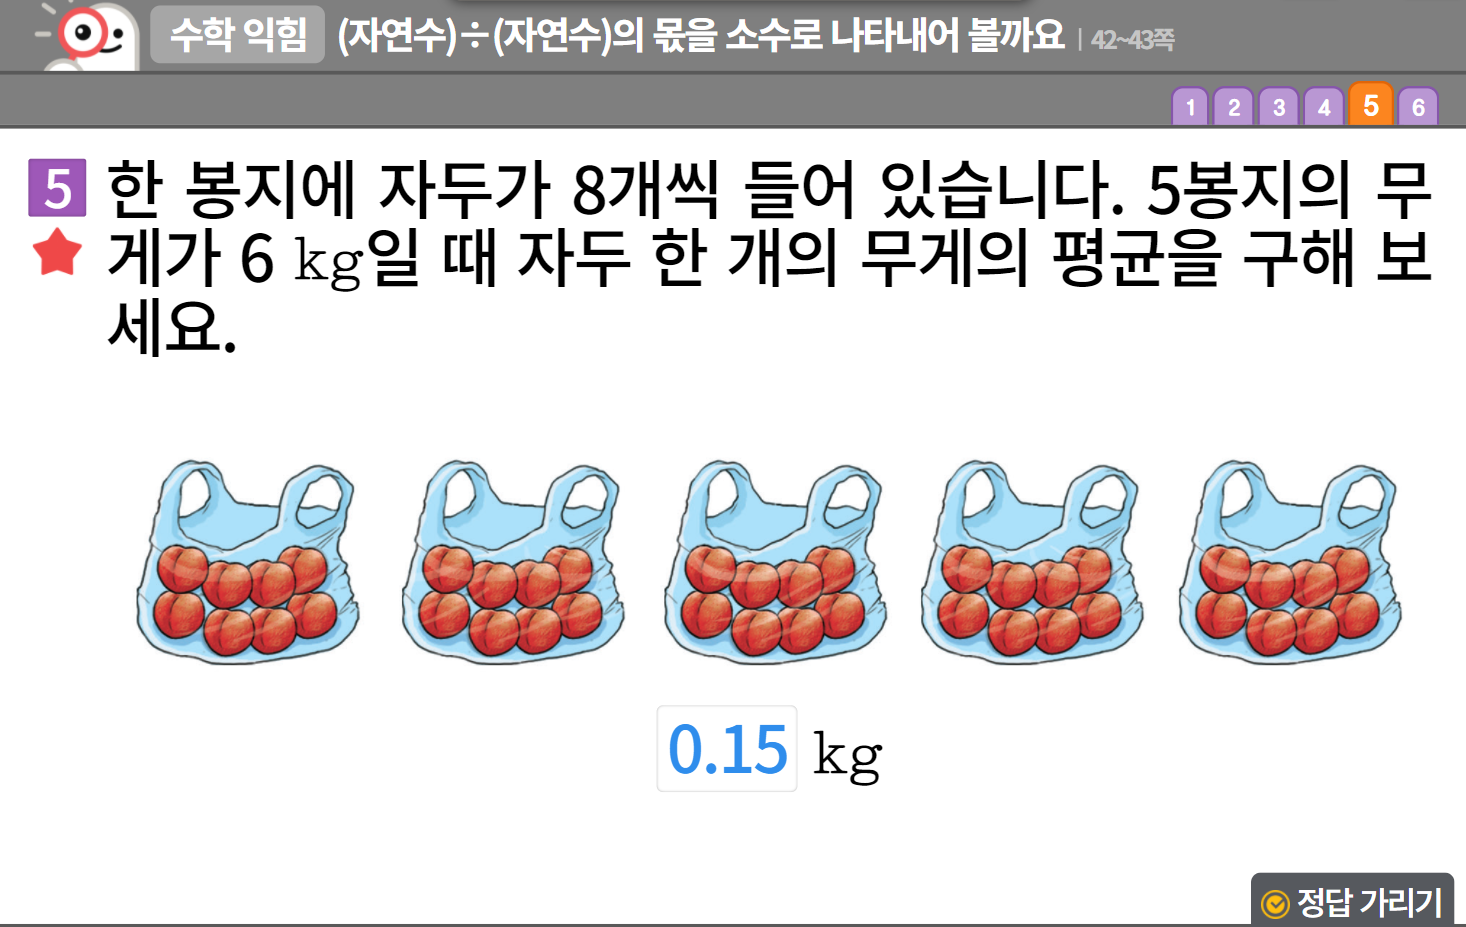 수학 익힘 (자연수)÷(자연수)의 몫을 소수로 나타내어 볼까요 | 42~43쪽
1 2 3 4 5 6
5 한 봉지에 자두가 8개씩 들어 있습니다. 5봉지의 무
게가 6 kg일 때 자두 한 개의 무게의 평균을 구해 보
세요.
0.15 kg
정답 가리기